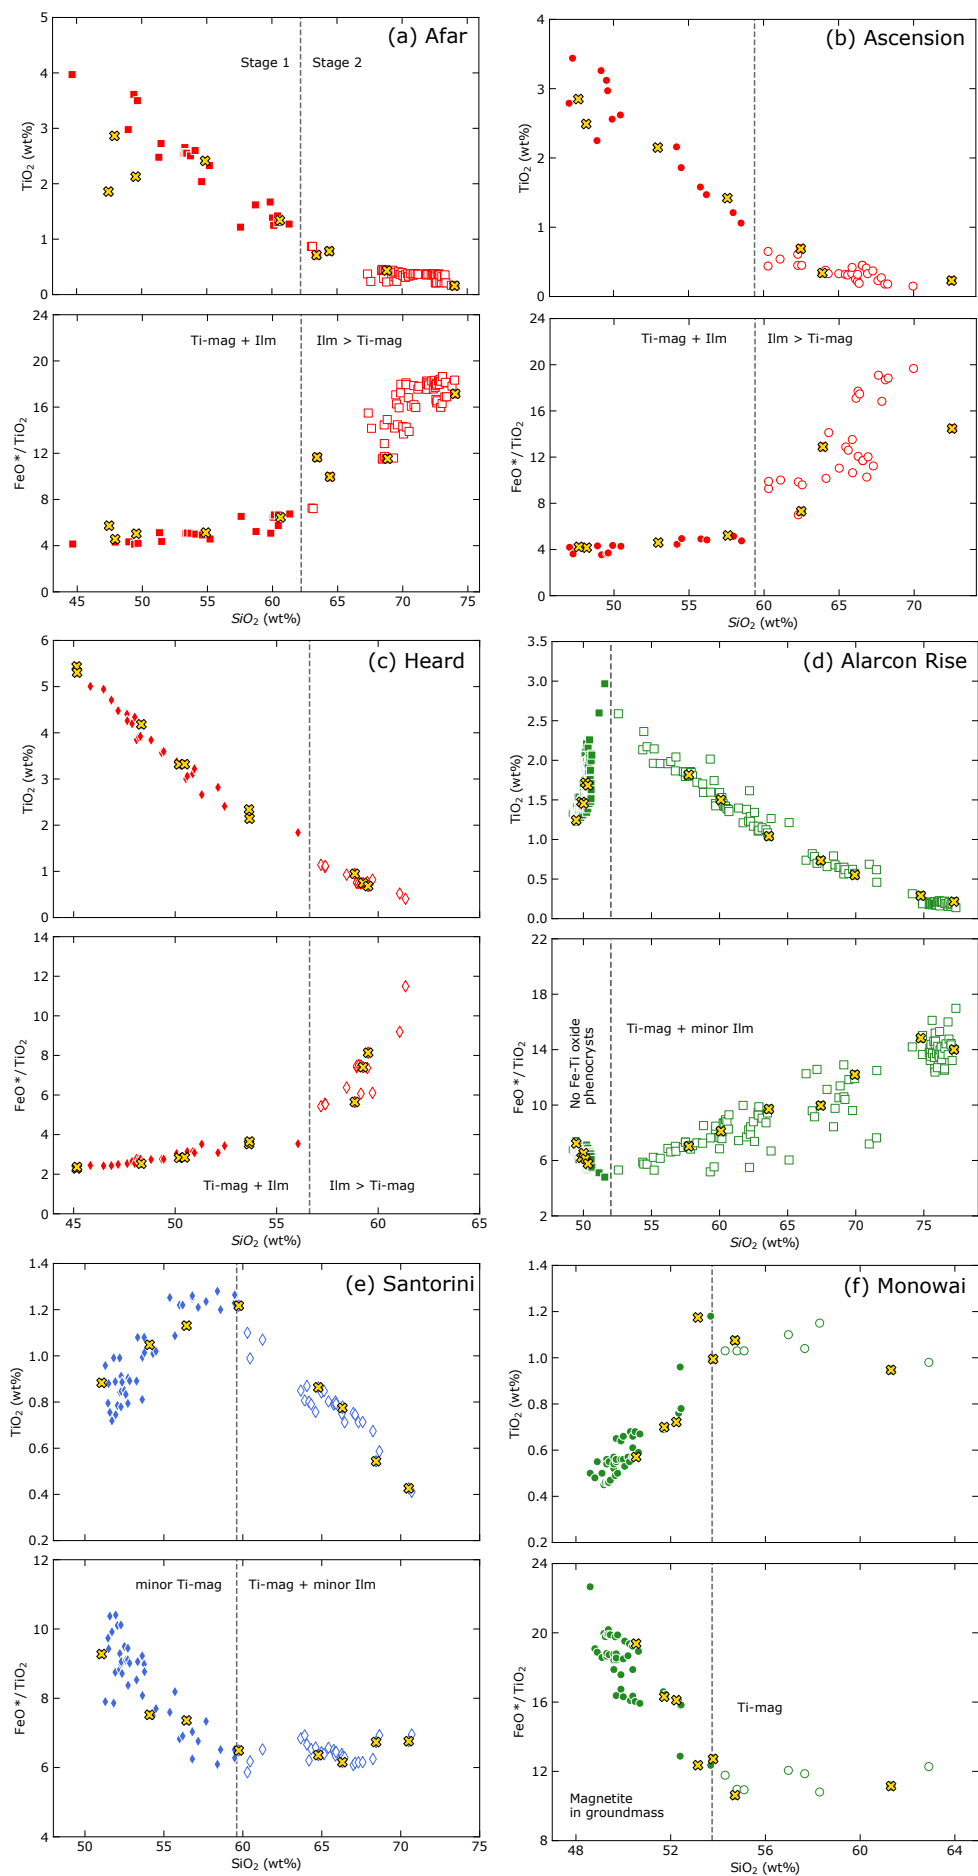 (a) Afar
Stage 1
Stage 2
TiO2 (wt%)
5
4
3
2
1
0
Ti-mag + Ilm
Ilm > Ti-mag
FeO*/TiO2
24
20
16
12
8
4
0
45 50 55 60 65 70 75
SiO2 (wt%)
(b) Ascension
TiO2 (wt%)
4
3
2
1
0
Ti-mag + Ilm
Ilm > Ti-mag
FeO*/TiO2
24
20
16
12
8
4
0
50 60 70
SiO2 (wt%)
(c) Heard
TiO2 (wt%)
6
5
4
3
2
1
0
FeO*/TiO2
14
12
10
8
6
4
2
0
Ti-mag + Ilm
Ilm > Ti-mag
45 50 55 60 65
SiO2 (wt%)
(d) Alarcon Rise
TiO2 (wt%)
3.5
3.0
2.5
2.0
1.5
1.0
0.5
0.0
No Fe-Ti oxide
phenocrysts
Ti-mag + minor Ilm
FeO*/TiO2
22
18
14
10
6
2
50 55 60 65 70 75
SiO2 (wt%)
(e) Santorini
TiO2 (wt%)
1.4
1.2
1.0
0.8
0.6
0.4
0.2
minor Ti-mag
Ti-mag + minor Ilm
FeO*/TiO2
12
10
8
6
4
50 55 60 65 70 75
SiO2 (wt%)
(f) Monowai
TiO2 (wt%)
1.4
1.2
1.0
0.8
0.6
0.4
0.2
Ti-mag
Magnetite
in groundmass
FeO*/TiO2
24
20
16
12
8
48 52 56 60 64
SiO2 (wt%)